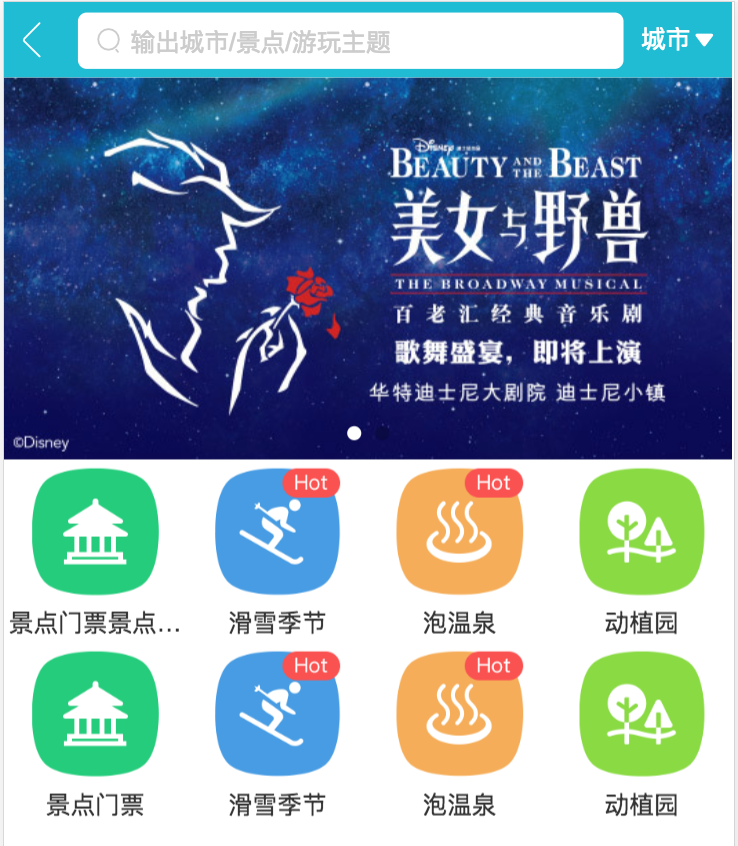 输出城市/景点/游玩主题
城市
Disney
BEAUTY AND THE BEAST
美女与野兽
THE BROADWAY MUSICAL
百老汇经典音乐剧
歌舞盛宴，即将上演
华特迪士尼大剧院 迪士尼小镇
©Disney
Hot
Hot
景点门票景点...
滑雪季节
泡温泉
动植园
Hot
Hot
景点门票
滑雪季节
泡温泉
动植园